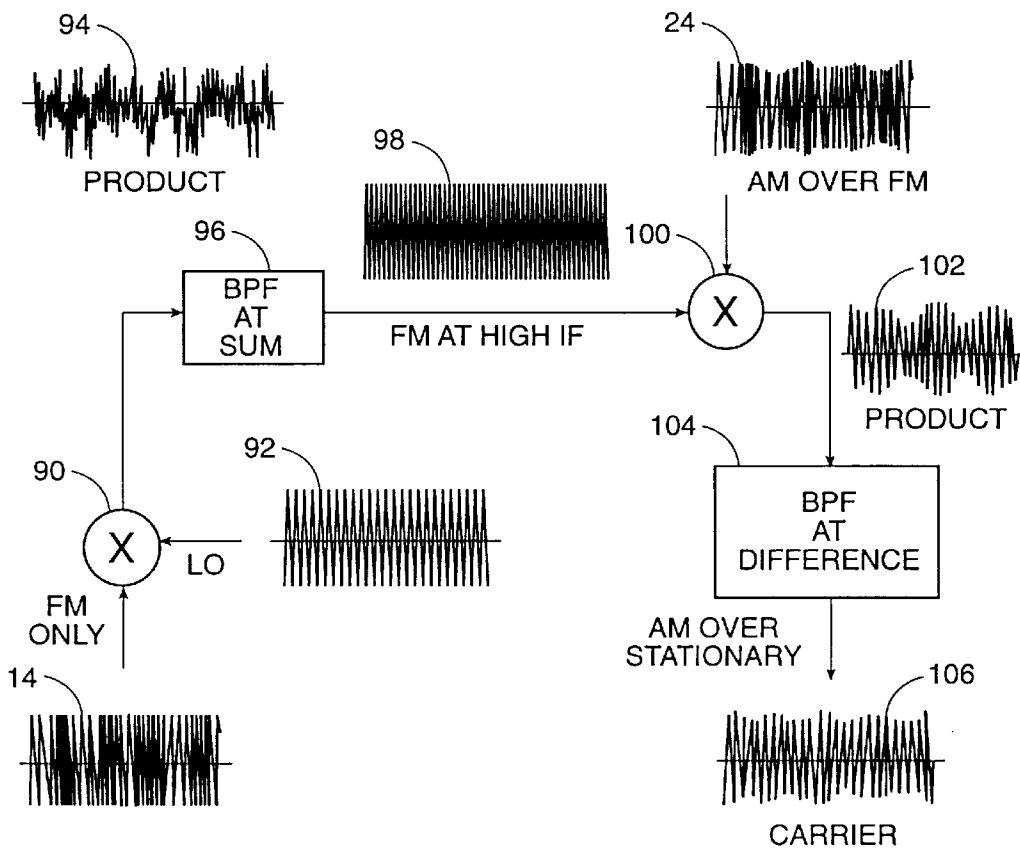 94
PRODUCT
24
AM OVER FM
98
96
BPF
AT
SUM
FM AT HIGH IF
100
X
102
PRODUCT
90
X
LO
92
104
BPF
AT
DIFFERENCE
FM
ONLY
14
AM OVER
STATIONARY
106
CARRIER